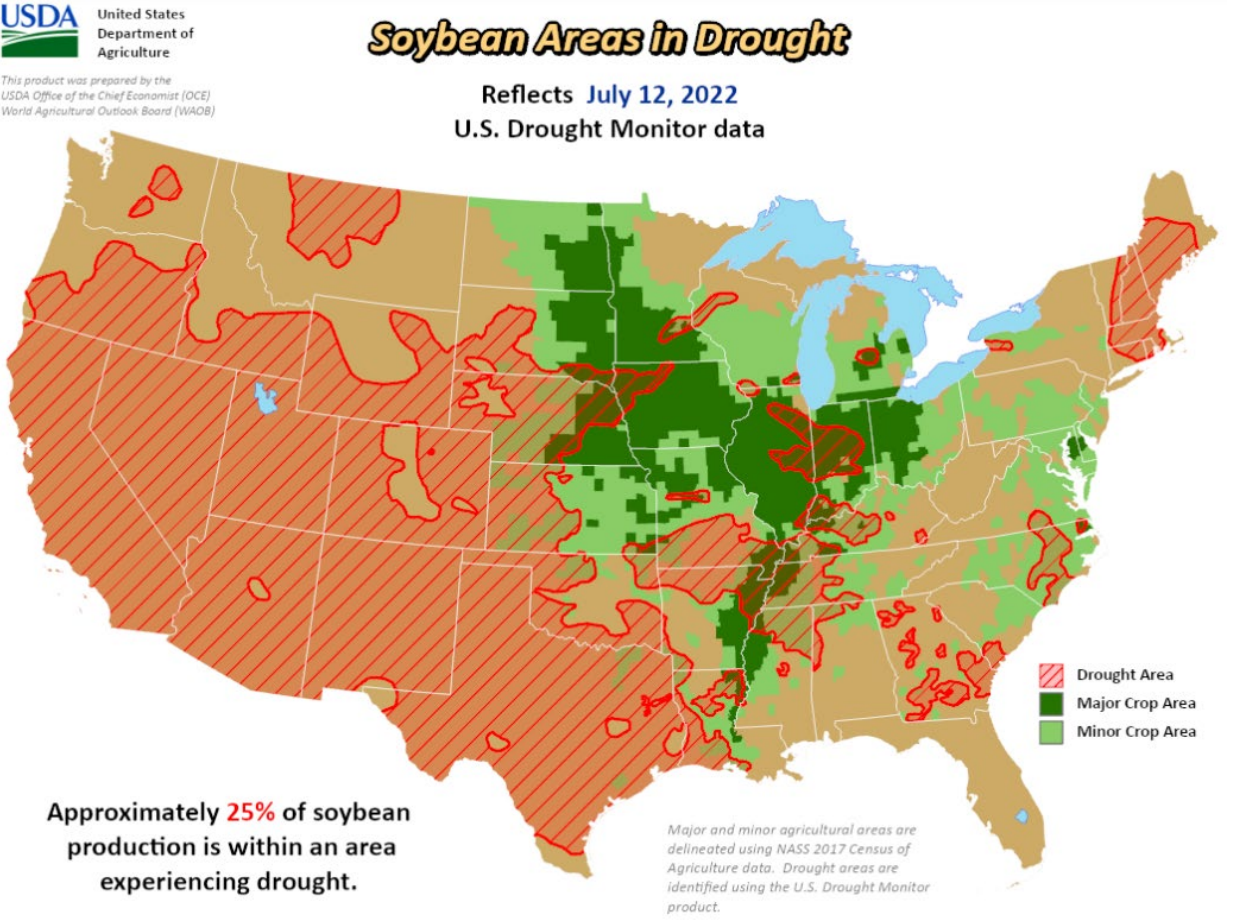 USDA
United States
Department of
Agriculture
This product was prepared by the
USDA Office of the Chief Economist (OCE)
World Agricultural Outlook Board (WAOB)
Soybean Areas in Drought
Reflects July 12, 2022
U.S. Drought Monitor data
Drought Area
Major Crop Area
Minor Crop Area
Approximately 25% of soybean
production is within an area
experiencing drought.
Major and minor agricultural areas are
delineated using NASS 2017 Census of
Agriculture data. Drought areas are
identified using the U.S. Drought Monitor
product.